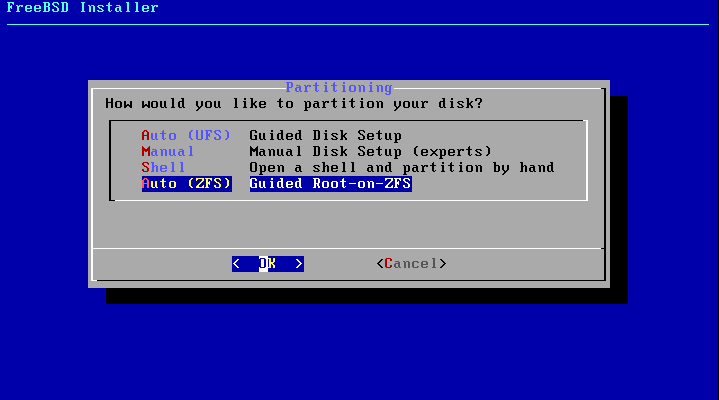 FreeBSD Installer
Partitioning
How would you like to partition your disk?
Auto (UFS) Guided Disk Setup
Manual Manual Disk Setup (experts)
Shell Open a shell and partition by hand
Auto (ZFS) Guided Root-on-ZFS
< OK > <Cancel>